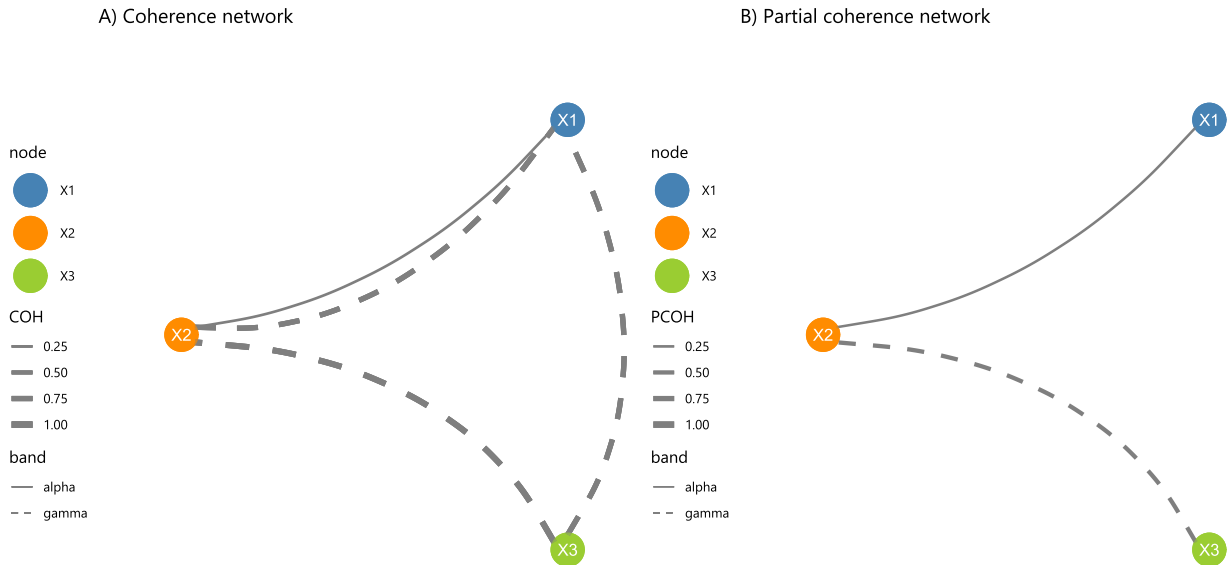 A) Coherence network
X1
X2
X3
node
X1
X2
X3
COH
0.25
0.50
0.75
1.00
band
alpha
gamma
B) Partial coherence network
X1
X2
X3
node
X1
X2
X3
PCOH
0.25
0.50
0.75
1.00
band
alpha
gamma